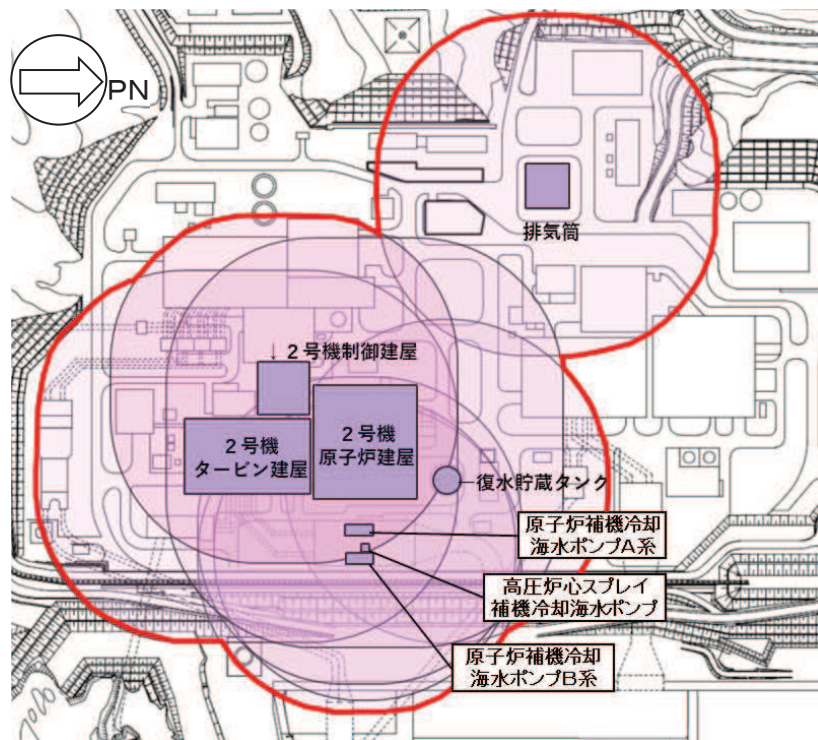 PN
排気筒
↓ 2号機制御建屋
2号機
タービン建屋
2号機
原子炉建屋
復水貯蔵タンク
原子炉補機冷却
海水ポンプA系
高圧炉心スプレイ
補機冷却海水ポンプ
原子炉補機冷却
海水ポンプB系